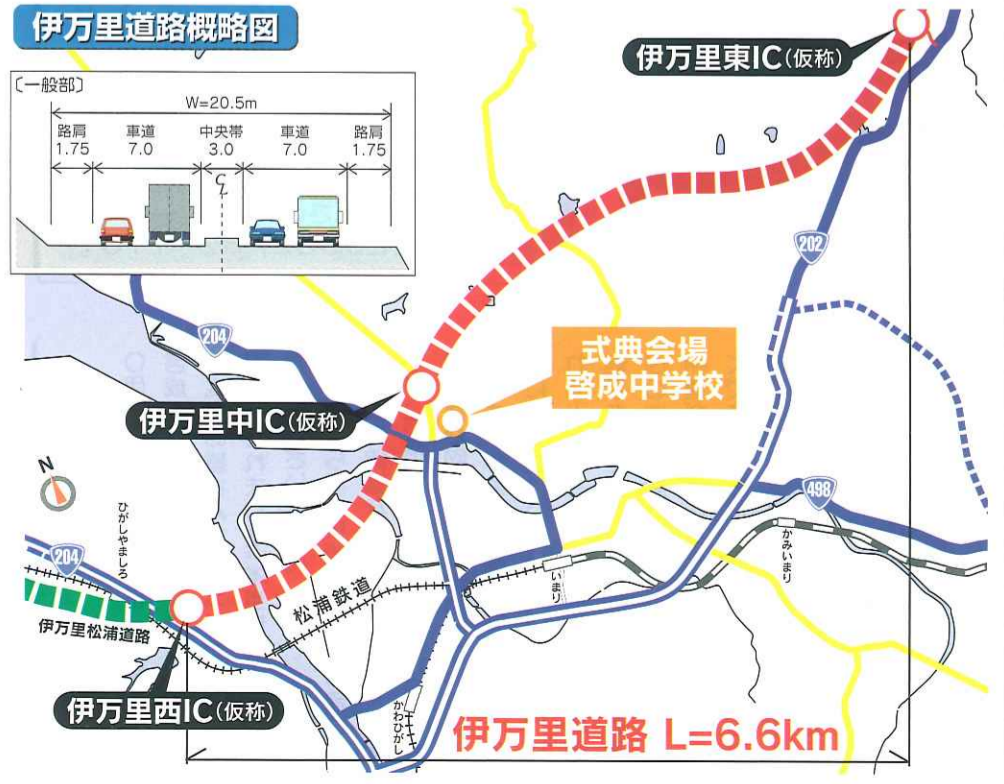 伊万里道路概略図
〔一般部〕
W=20.5m
路肩 車道 中央帯 車道 路肩
1.75 7.0 3.0 7.0 1.75
伊万里東IC(仮称)
202
204
式典会場
啓成中学校
伊万里中IC(仮称)
N
498
ひがしやましろ
204
かみいまり
いまり
松浦鉄道
伊万里松浦道路
伊万里西IC(仮称)
かわひがし
伊万里道路 L=6.6km